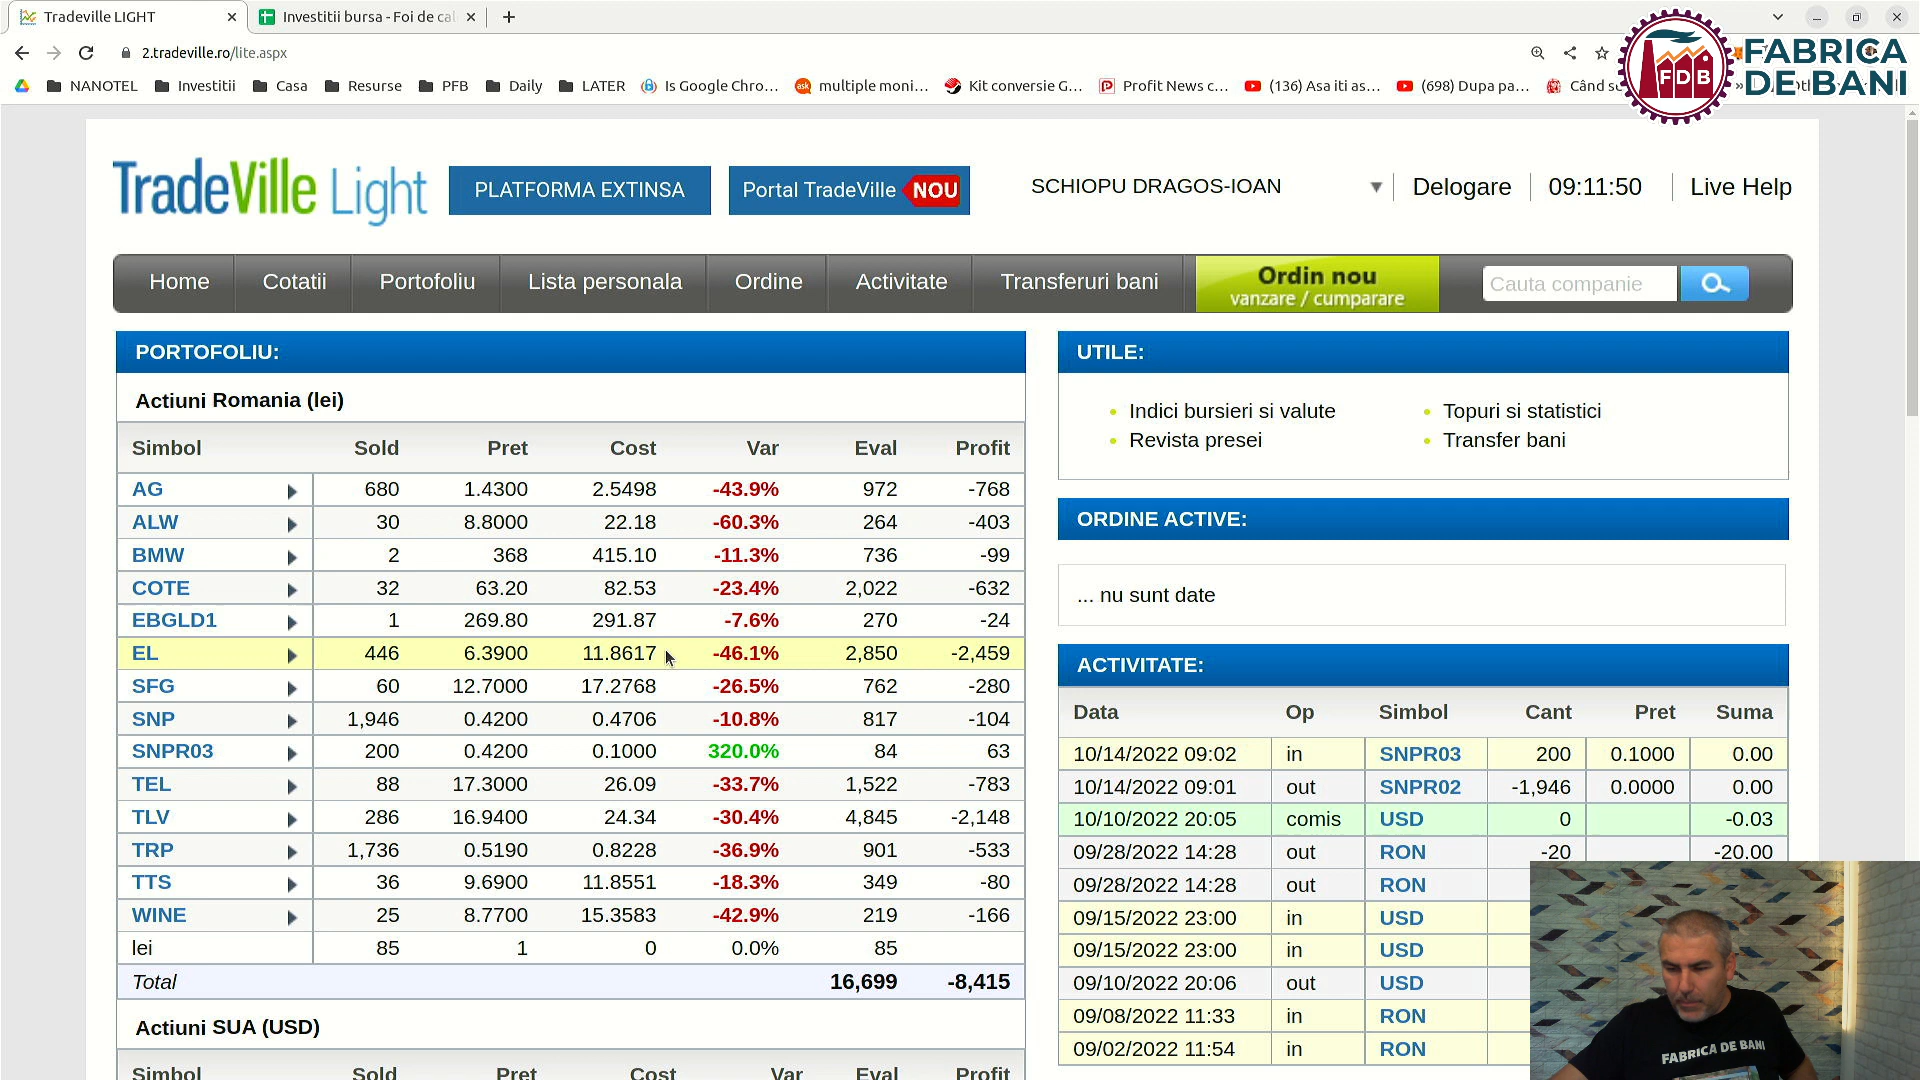 Tradeville LIGHT
Investitii bursa - Foi de cal
2.tradeville.ro/lite.aspx
NANOTEL Investitii Casa Resurse PFB Daily LATER Is Google Chro… multiple moni… Kit conversie G… Profit News c… (136) Asa iti as… (698) Dupa pa…
FDB
FABRICA
DE BANI
TradeVille Light
PLATFORMA EXTINSA
Portal TradeVille NOU
SCHIOPU DRAGOS-IOAN
Delogare
09:11:50
Live Help
Home Cotatii Portofoliu Lista personala Ordine Activitate Transferuri bani
Ordin nou
vanzare / cumparare
Cauta companie
PORTOFOLIU:
Actiuni Romania (lei)
Simbol Sold Pret Cost Var Eval Profit
AG 680 1.4300 2.5498 -43.9% 972 -768
ALW 30 8.8000 22.18 -60.3% 264 -403
BMW 2 368 415.10 -11.3% 736 -99
COTE 32 63.20 82.53 -23.4% 2,022 -632
EBGLD1 1 269.80 291.87 -7.6% 270 -24
EL 446 6.3900 11.8617 -46.1% 2,850 -2,459
SFG 60 12.7000 17.2768 -26.5% 762 -280
SNP 1,946 0.4200 0.4706 -10.8% 817 -104
SNPR03 200 0.4200 0.1000 320.0% 84 63
TEL 88 17.3000 26.09 -33.7% 1,522 -783
TLV 286 16.9400 24.34 -30.4% 4,845 -2,148
TRP 1,736 0.5190 0.8228 -36.9% 901 -533
TTS 36 9.6900 11.8551 -18.3% 349 -80
WINE 25 8.7700 15.3583 -42.9% 219 -166
lei 85 1 0 0.0% 85
Total 16,699 -8,415
Actiuni SUA (USD)
Simbol Sold Pret Cost Var Eval Profit
UTILE:
Indici bursieri si valute
Revista presei
Topuri si statistici
Transfer bani
ORDINE ACTIVE:
... nu sunt date
ACTIVITATE:
Data Op Simbol Cant Pret Suma
10/14/2022 09:02 in SNPR03 200 0.1000 0.00
10/14/2022 09:01 out SNPR02 -1,946 0.0000 0.00
10/10/2022 20:05 comis USD 0 -0.03
09/28/2022 14:28 out RON -20 -20.00
09/28/2022 14:28 out RON
09/15/2022 23:00 in USD
09/15/2022 23:00 in USD
09/10/2022 20:06 out USD
09/08/2022 11:33 in RON
09/02/2022 11:54 in RON
FABRICA DE BANI